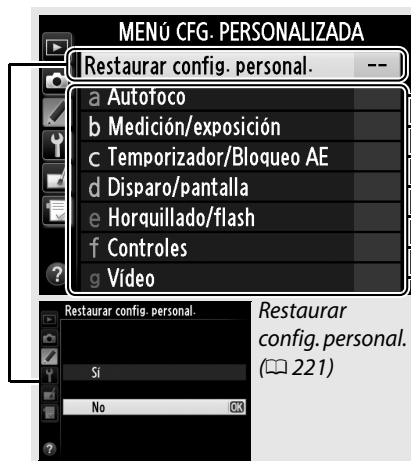 MENÚ CFG. PERSONALIZADA
Restaurar config. personal. --
a Autofoco
b Medición/exposición
c Temporizador/Bloqueo AE
d Disparo/pantalla
e Horquillado/flash
f Controles
g Vídeo
?
Restaurar config. personal.
Sí
No OK
?
Restaurar
config. personal.
(221)